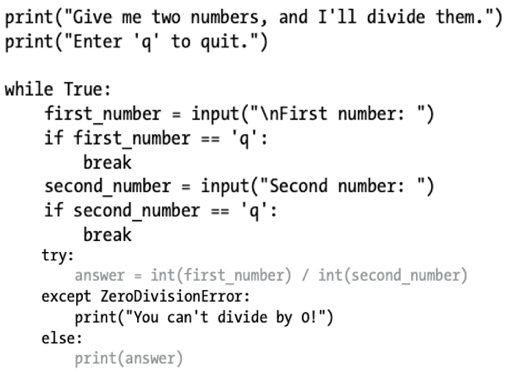 print("Give me two numbers, and I'll divide them.")
print("Enter 'q' to quit.")

while True:
    first_number = input("\nFirst number: ")
    if first_number == 'q':
        break
    second_number = input("Second number: ")
    if second_number == 'q':
        break
    try:
        answer = int(first_number) / int(second_number)
    except ZeroDivisionError:
        print("You can't divide by 0!")
    else:
        print(answer)